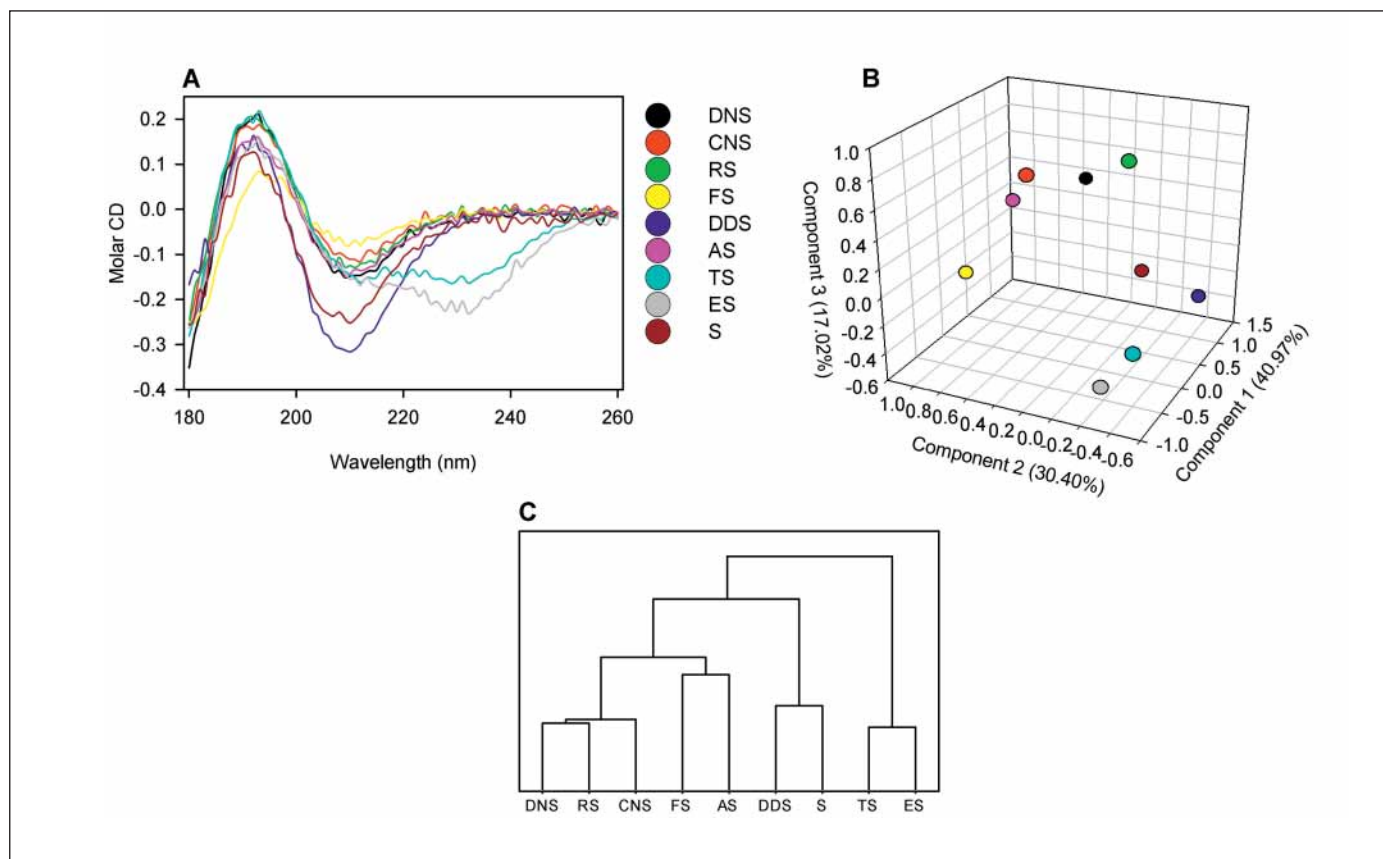 A
Molar CD
0.2
0.1
0.0
-0.1
-0.2
-0.3
-0.4
180
200
220
240
260
Wavelength (nm)
DNS
CNS
RS
FS
DDS
AS
TS
ES
S
B
Component 3 (17.02%)
1.0
0.8
0.6
0.4
0.2
0.0
-0.2
-0.4
-0.6
1.0 0.8 0.6 0.4 0.2 0.0 -0.2 -0.4 -0.6
Component 2 (30.40%)
1.5
1.0
0.5
0.0
-0.5
-1.0
Component 1 (40.97%)
C
DNS RS CNS FS AS DDS S TS ES